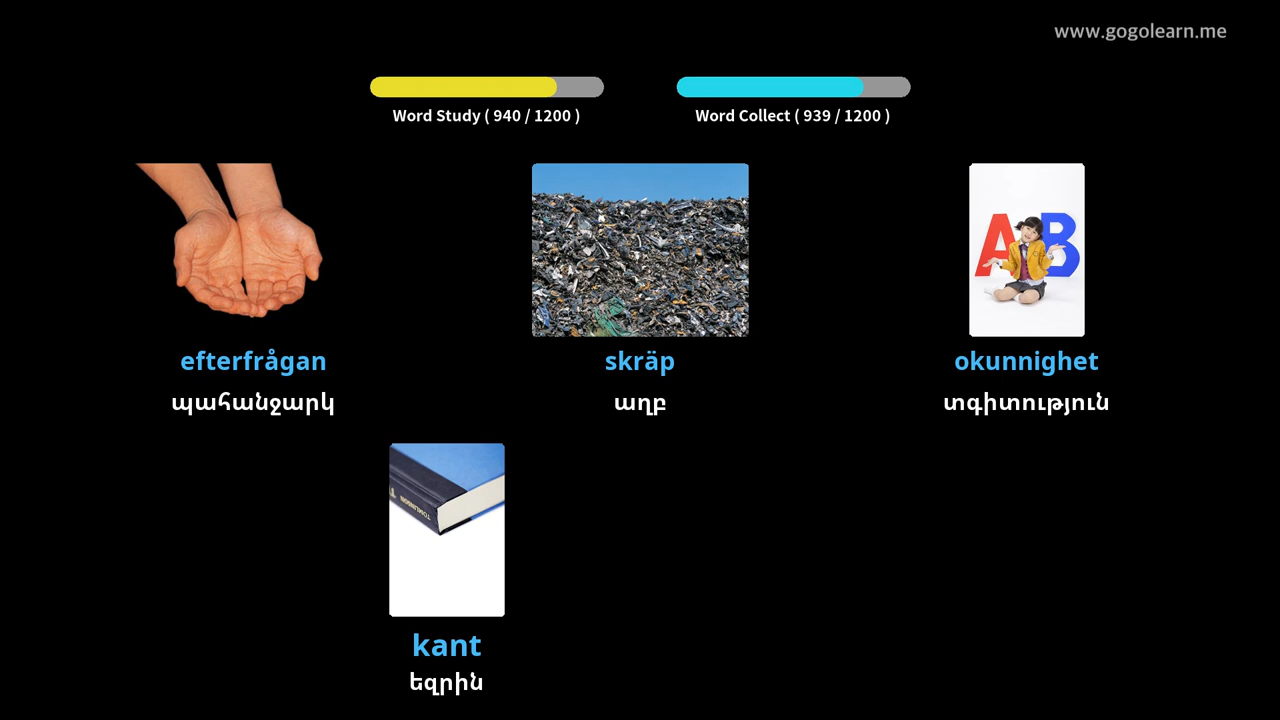 www.gogolearn.me
Word Study ( 940 / 1200 )
Word Collect ( 939 / 1200 )
efterfrågan
պահանջարկ
skräp
աղբ
okunnighet
տգիտություն
A B
TOMLINSON
kant
եզրին